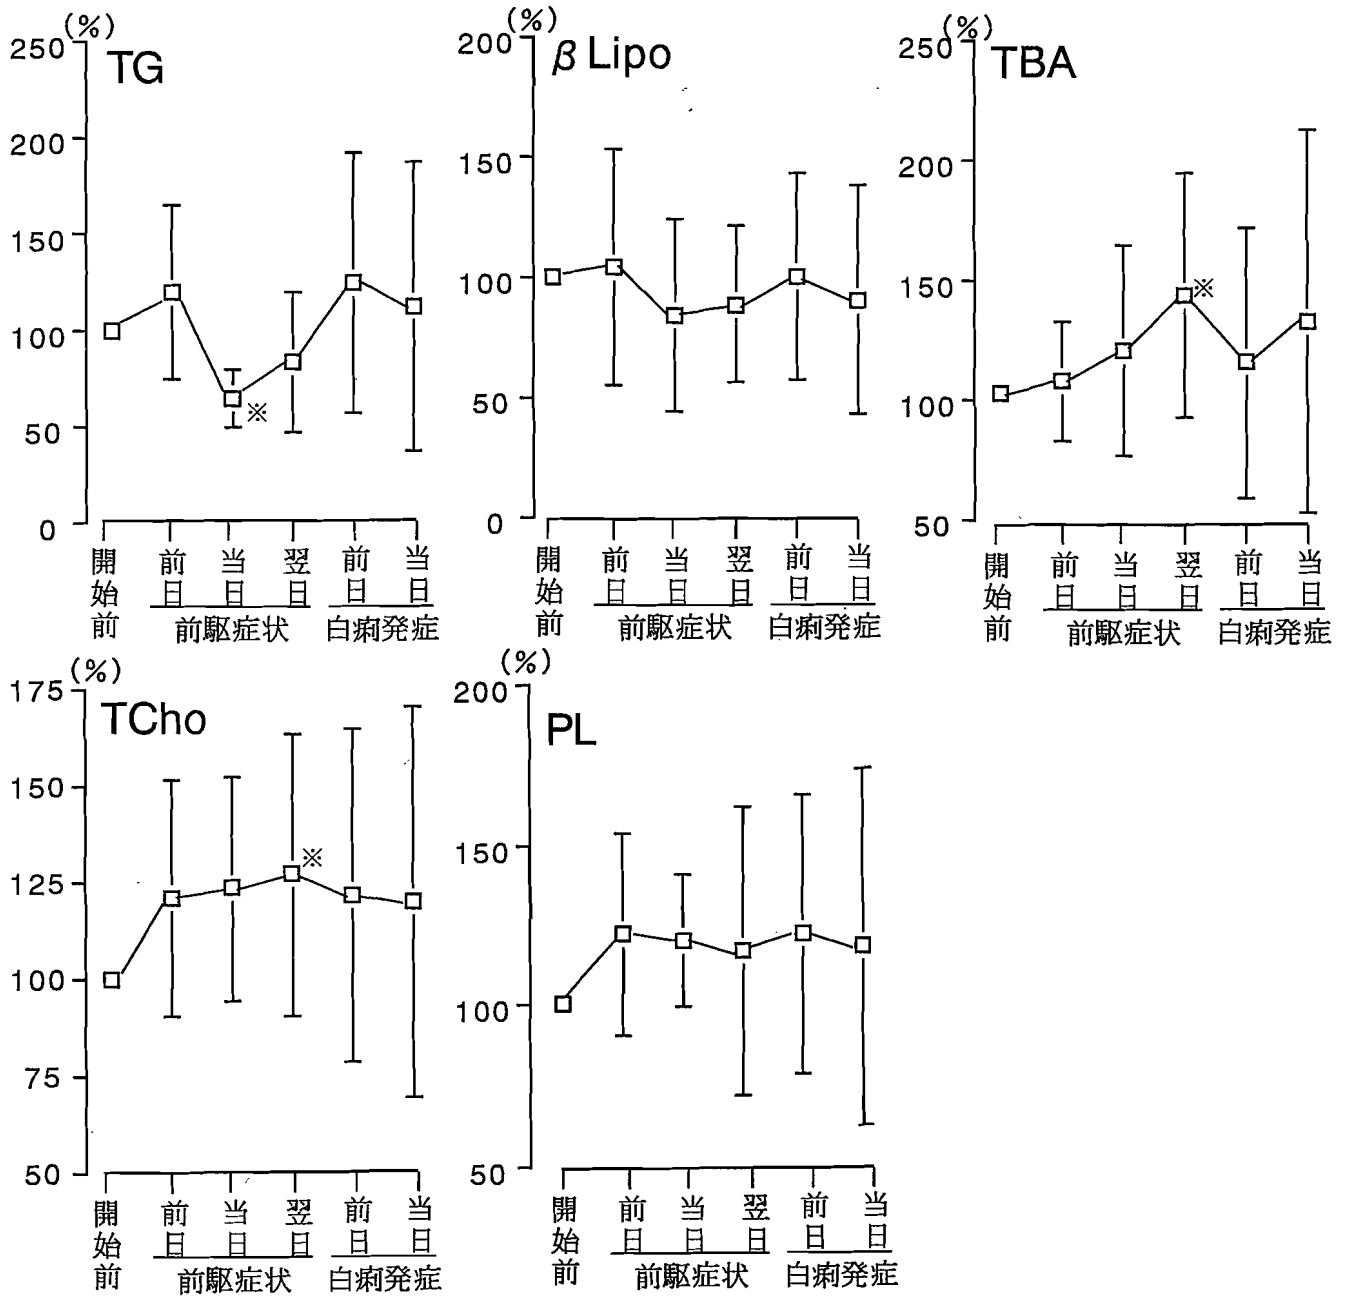 (%)
TG
250
200
150
100
50
0
開始前
前日
当日
翌日
前日
当日
前駆症状
白痢発症
(%)
β Lipo
200
150
100
50
0
開始前
前日
当日
翌日
前日
当日
前駆症状
白痢発症
(%)
TBA
250
200
150
100
50
※
開始前
前日
当日
翌日
前日
当日
前駆症状
白痢発症
※
(%)
TCho
175
150
125
100
75
50
※
開始前
前日
当日
翌日
前日
当日
前駆症状
白痢発症
(%)
PL
200
150
100
50
開始前
前日
当日
翌日
前日
当日
前駆症状
白痢発症